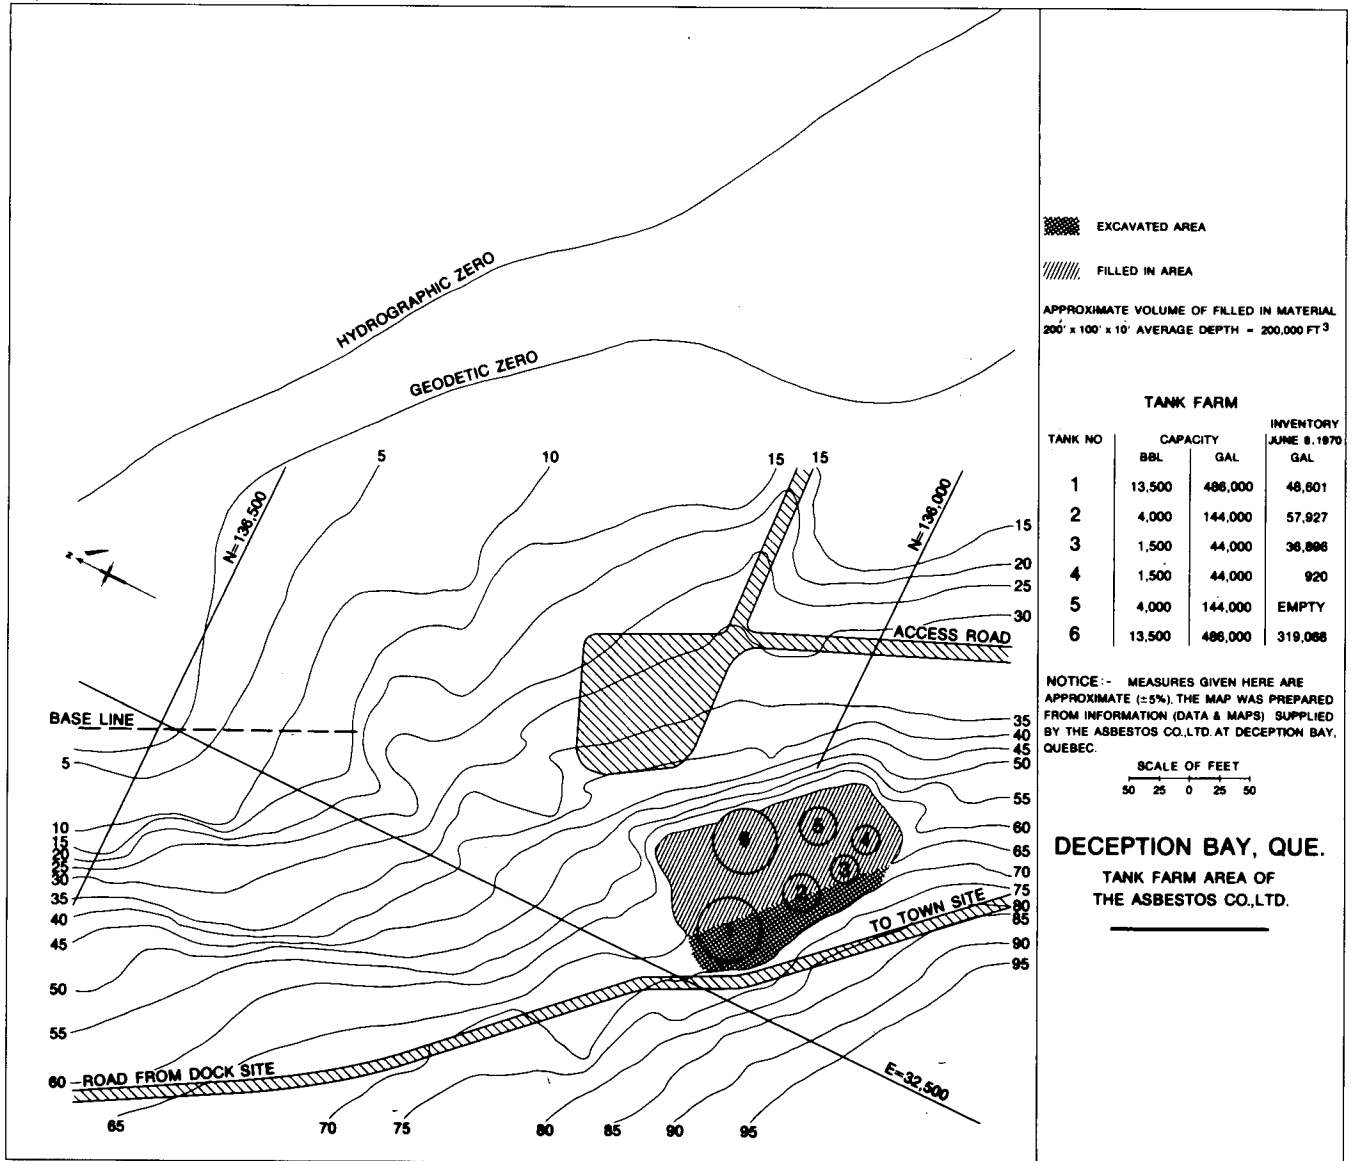 HYDROGRAPHIC ZERO
GEODETIC ZERO
5
10
15
15
N=136,500
N=136,000
N
15
20
25
30
ACCESS ROAD
BASE LINE
35
40
45
50
55
60
65
70
75
80
85
90
95
5
10
15
20
25
30
35
40
45
50
55
60
6
5
4
3
2
TO TOWN SITE
ROAD FROM DOCK SITE
E=32,500
65
70
75
80
85
90
95
EXCAVATED AREA
FILLED IN AREA
APPROXIMATE VOLUME OF FILLED IN MATERIAL
200' x 100' x 10' AVERAGE DEPTH = 200,000 FT3
TANK FARM
TANK NO CAPACITY INVENTORY JUNE 8.1970
BBL GAL GAL
1 13,500 486,000 48,601
2 4,000 144,000 57,927
3 1,500 44,000 36,896
4 1,500 44,000 920
5 4,000 144,000 EMPTY
6 13,500 486,000 319,066
NOTICE:- MEASURES GIVEN HERE ARE
APPROXIMATE (±5%). THE MAP WAS PREPARED
FROM INFORMATION (DATA & MAPS) SUPPLIED
BY THE ASBESTOS CO.,LTD. AT DECEPTION BAY,
QUEBEC.
SCALE OF FEET
50 25 0 25 50
DECEPTION BAY, QUE.
TANK FARM AREA OF
THE ASBESTOS CO.,LTD.